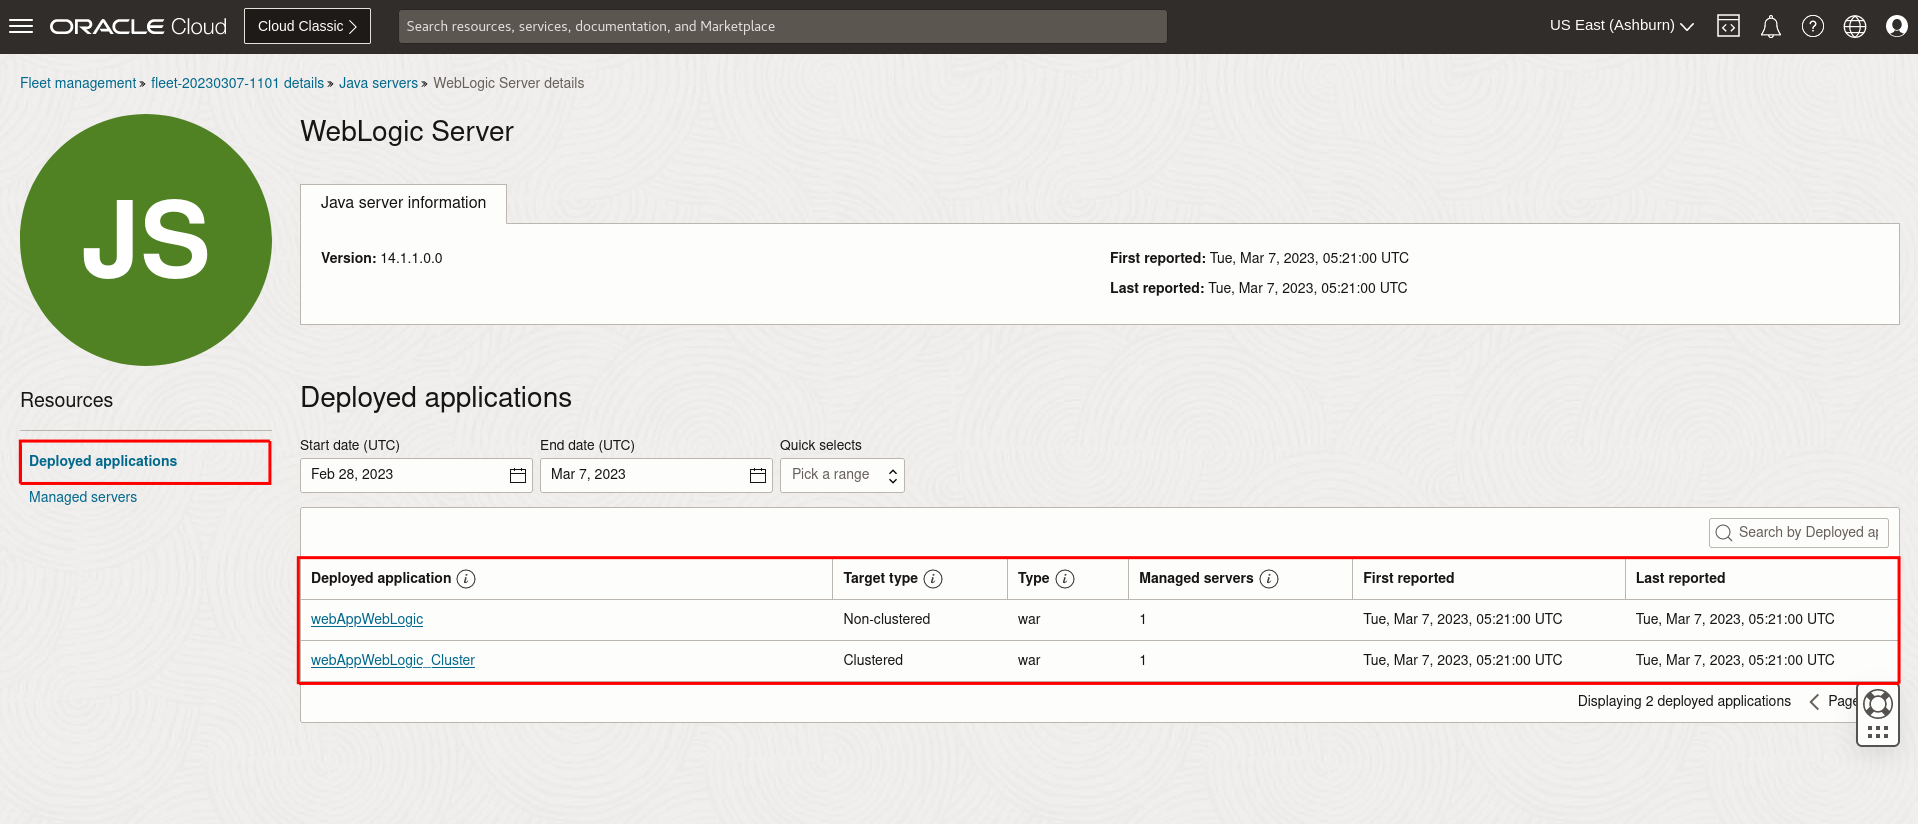 ORACLE Cloud
Cloud Classic
Search resources, services, documentation, and Marketplace
US East (Ashburn)
Fleet management » fleet-20230307-1101 details » Java servers » WebLogic Server details
JS
WebLogic Server
Java server information
Version: 14.1.1.0.0
First reported: Tue, Mar 7, 2023, 05:21:00 UTC
Last reported: Tue, Mar 7, 2023, 05:21:00 UTC
Resources
Deployed applications
Managed servers
Deployed applications
Start date (UTC) End date (UTC) Quick selects
Feb 28, 2023 Mar 7, 2023 Pick a range
Search by Deployed ap
Deployed application i Target type i Type i Managed servers i First reported Last reported
webAppWebLogic Non-clustered war 1 Tue, Mar 7, 2023, 05:21:00 UTC Tue, Mar 7, 2023, 05:21:00 UTC
webAppWebLogic_Cluster Clustered war 1 Tue, Mar 7, 2023, 05:21:00 UTC Tue, Mar 7, 2023, 05:21:00 UTC
Displaying 2 deployed applications Page